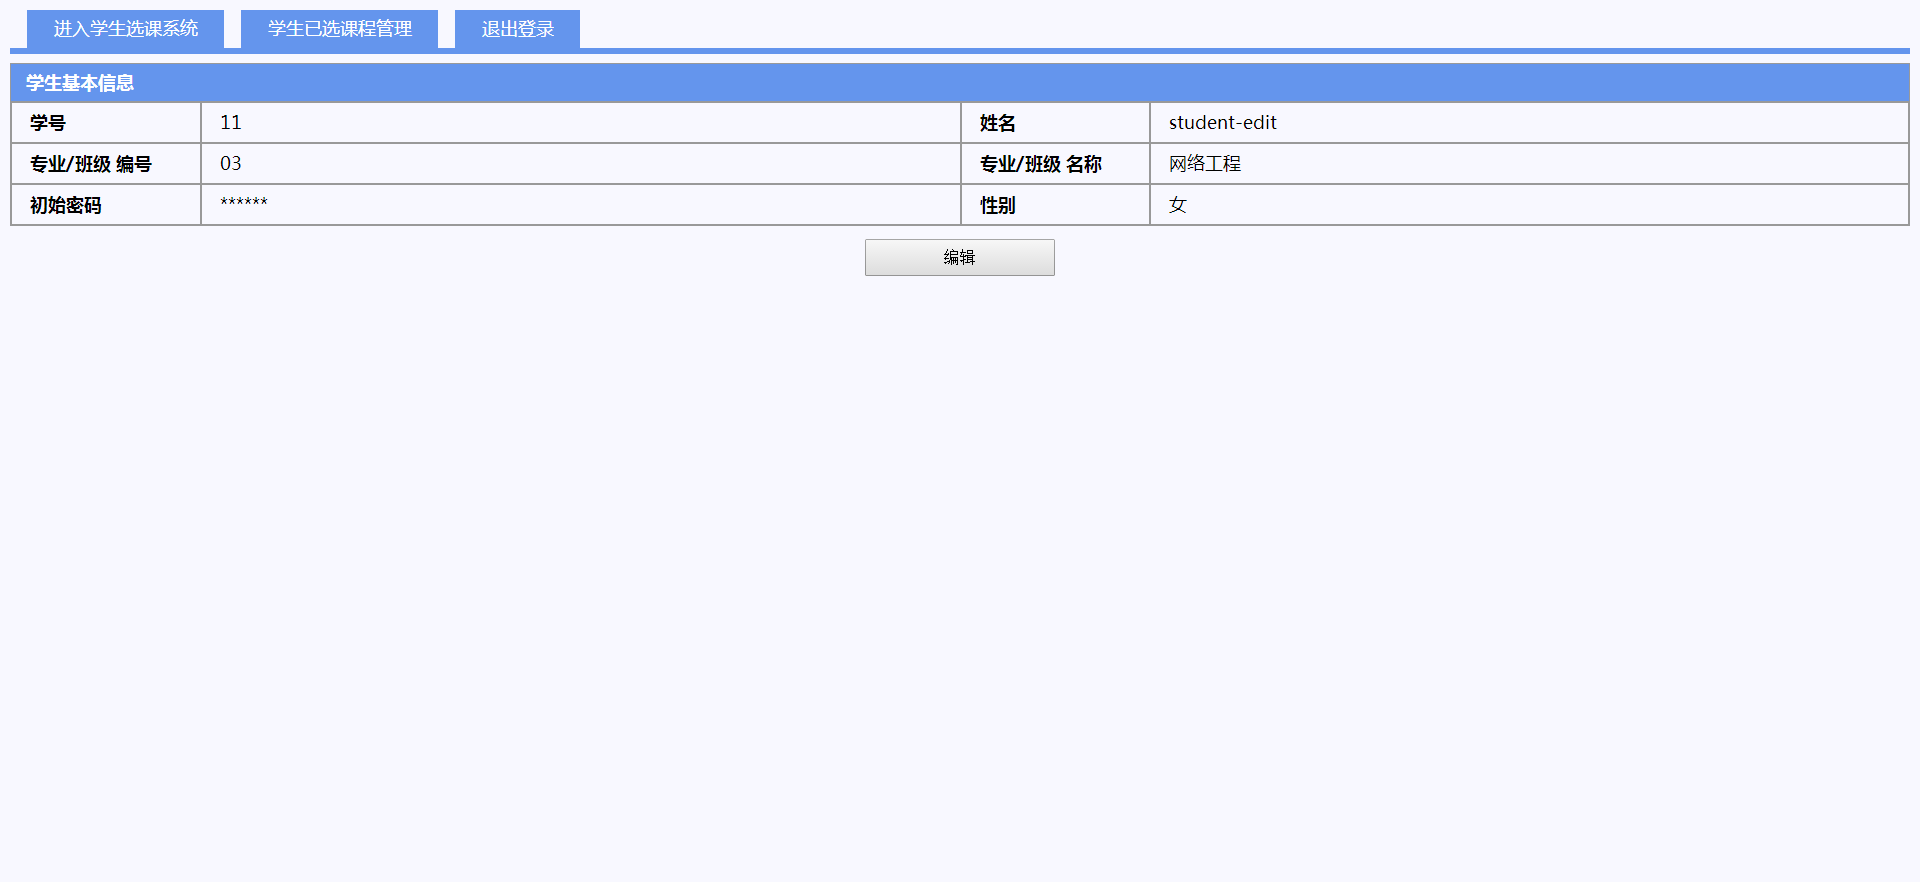 进入学生选课系统 学生已选课程管理 退出登录
学生基本信息
学号 11 姓名 student-edit
专业/班级 编号 03 专业/班级 名称 网络工程
初始密码 ****** 性别 女
编辑